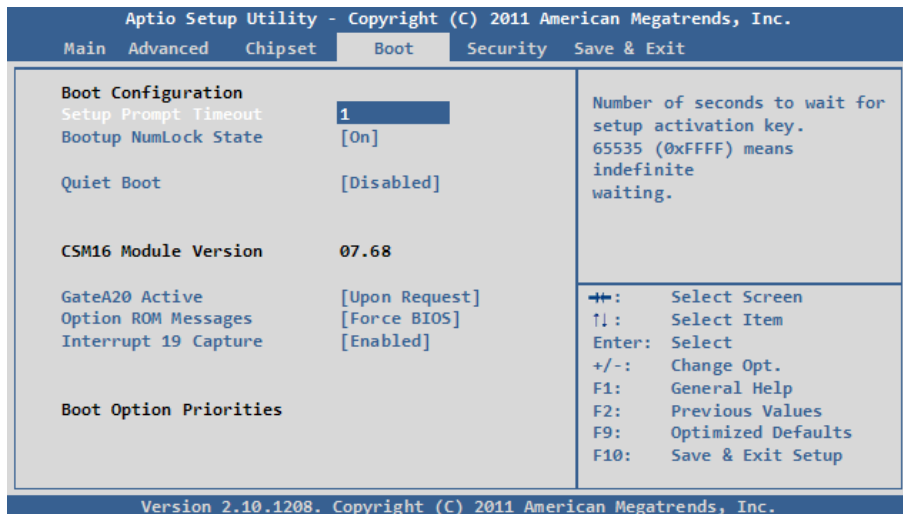 Aptio Setup Utility - Copyright (C) 2011 American Megatrends, Inc.
Main Advanced Chipset Boot Security Save & Exit
Boot Configuration
Setup Prompt Timeout 1
Bootup NumLock State [On]
Quiet Boot [Disabled]
CSM16 Module Version 07.68
GateA20 Active [Upon Request]
Option ROM Messages [Force BIOS]
Interrupt 19 Capture [Enabled]
Boot Option Priorities
Number of seconds to wait for
setup activation key.
65535 (0xFFFF) means
indefinite
waiting.
→←: Select Screen
↑↓: Select Item
Enter: Select
+/-: Change Opt.
F1: General Help
F2: Previous Values
F9: Optimized Defaults
F10: Save & Exit Setup
Version 2.10.1208. Copyright (C) 2011 American Megatrends, Inc.